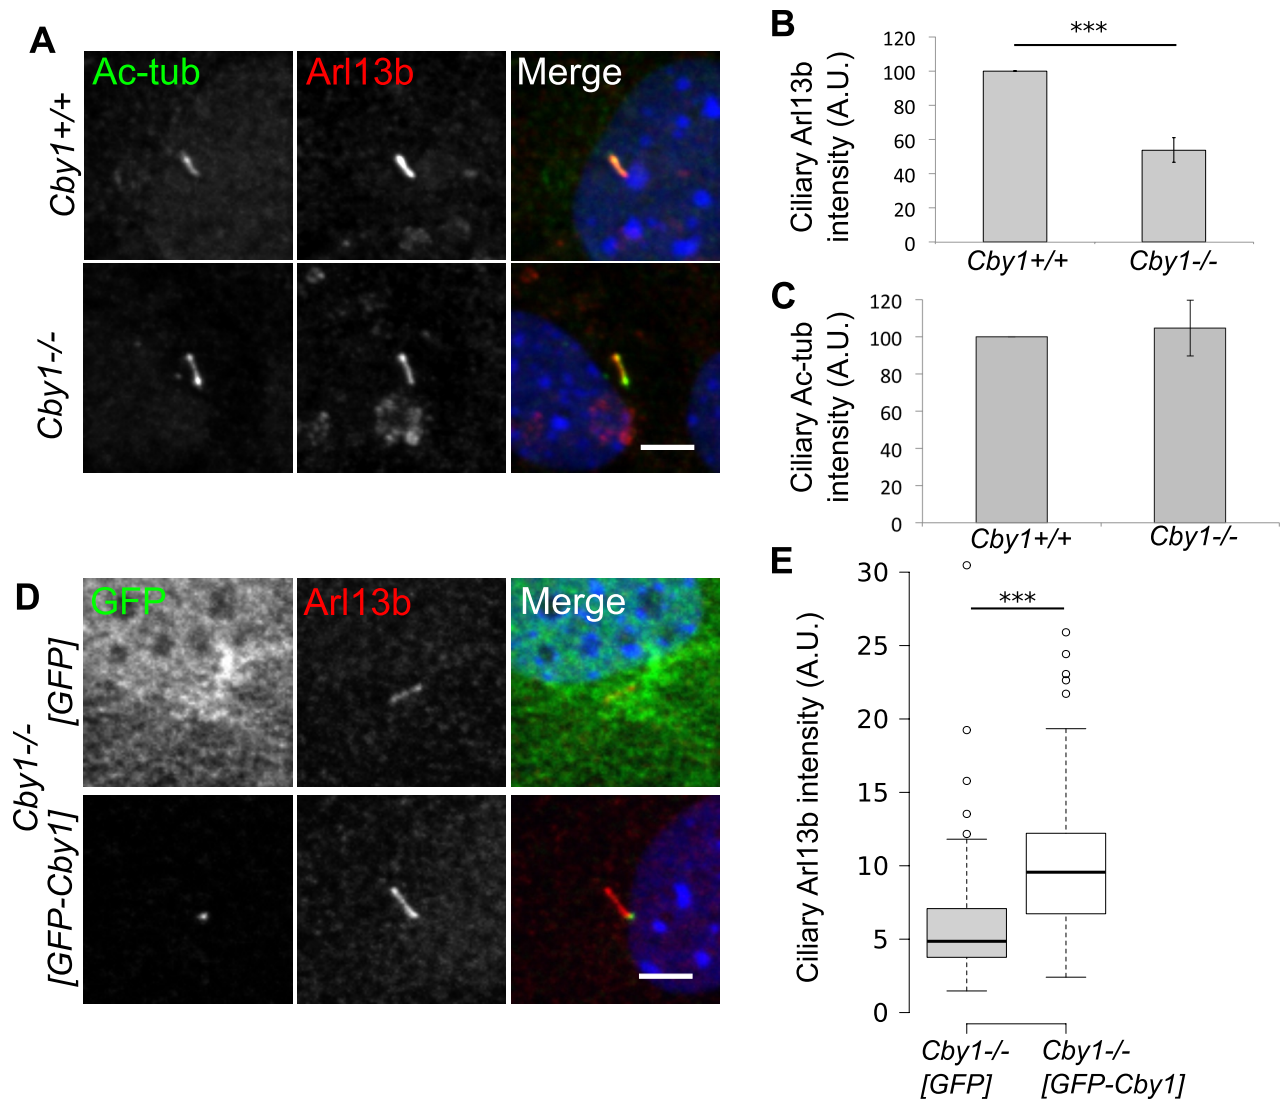 A
Ac-tub
Arl13b
Merge
Cby1+/+
Cby1-/-
B
***
Ciliary Arl13b
intensity (A.U.)
120
100
80
60
40
20
0
Cby1+/+
Cby1-/-
C
Ciliary Ac-tub
intensity (A.U.)
120
100
80
60
40
20
0
Cby1+/+
Cby1-/-
D
GFP
Arl13b
Merge
Cby1-/-
[GFP]
[GFP-Cby1]
E
***
Ciliary Arl13b intensity (A.U.)
30
25
20
15
10
5
0
Cby1-/-
[GFP]
Cby1-/-
[GFP-Cby1]